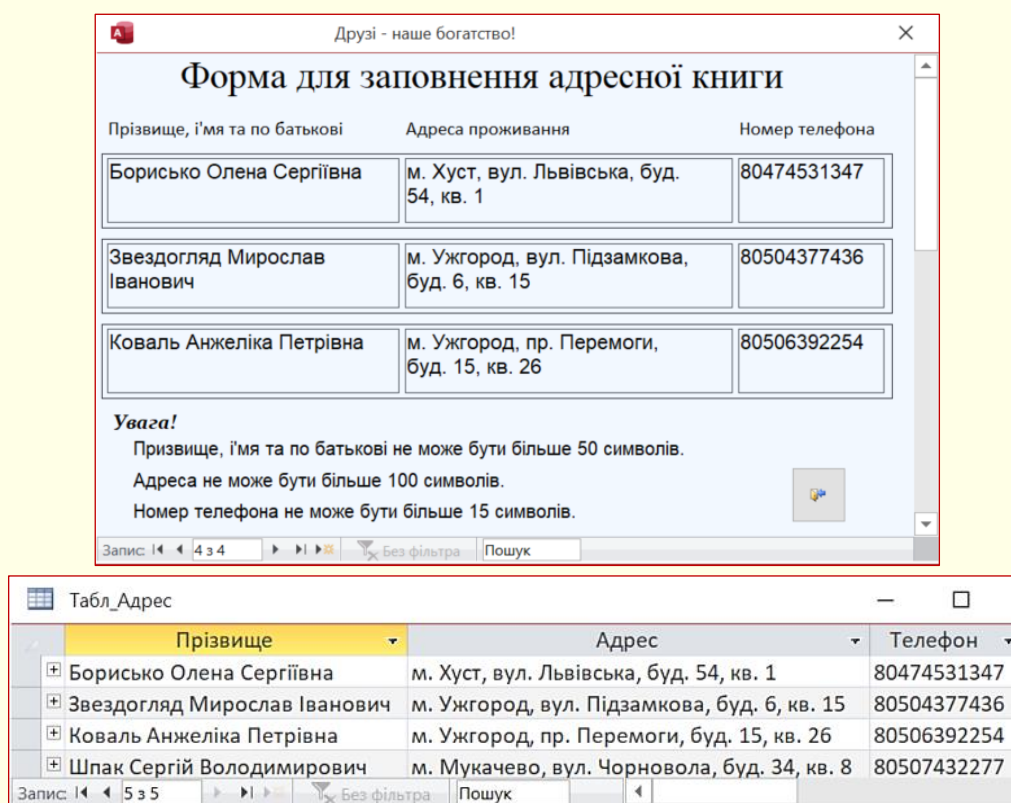 Друзі - наше богатство!
Форма для заповнення адресної книги
Прізвище, і'мя та по батькові Адреса проживання Номер телефона
Борисько Олена Сергіївна м. Хуст, вул. Львівська, буд. 80474531347
54, кв. 1
Звездогляд Мирослав м. Ужгород, вул. Підзамкова, 80504377436
Іванович буд. 6, кв. 15
Коваль Анжеліка Петрівна м. Ужгород, пр. Перемоги, 80506392254
буд. 15, кв. 26
Увага!
Призвище, і'мя та по батькові не може бути більше 50 символів.
Адреса не може бути більше 100 символів.
Номер телефона не може бути більше 15 символів.
Запис: 4 з 4 Без фільтра Пошук
Табл_Адрес
Прізвище Адрес Телефон
Борисько Олена Сергіївна м. Хуст, вул. Львівська, буд. 54, кв. 1 80474531347
Звездогляд Мирослав Іванович м. Ужгород, вул. Підзамкова, буд. 6, кв. 15 80504377436
Коваль Анжеліка Петрівна м. Ужгород, пр. Перемоги, буд. 15, кв. 26 80506392254
Шпак Сергій Володимирович м. Мукачево, вул. Чорновола, буд. 34, кв. 8 80507432277
Запис: 5 з 5 Без фільтра Пошук